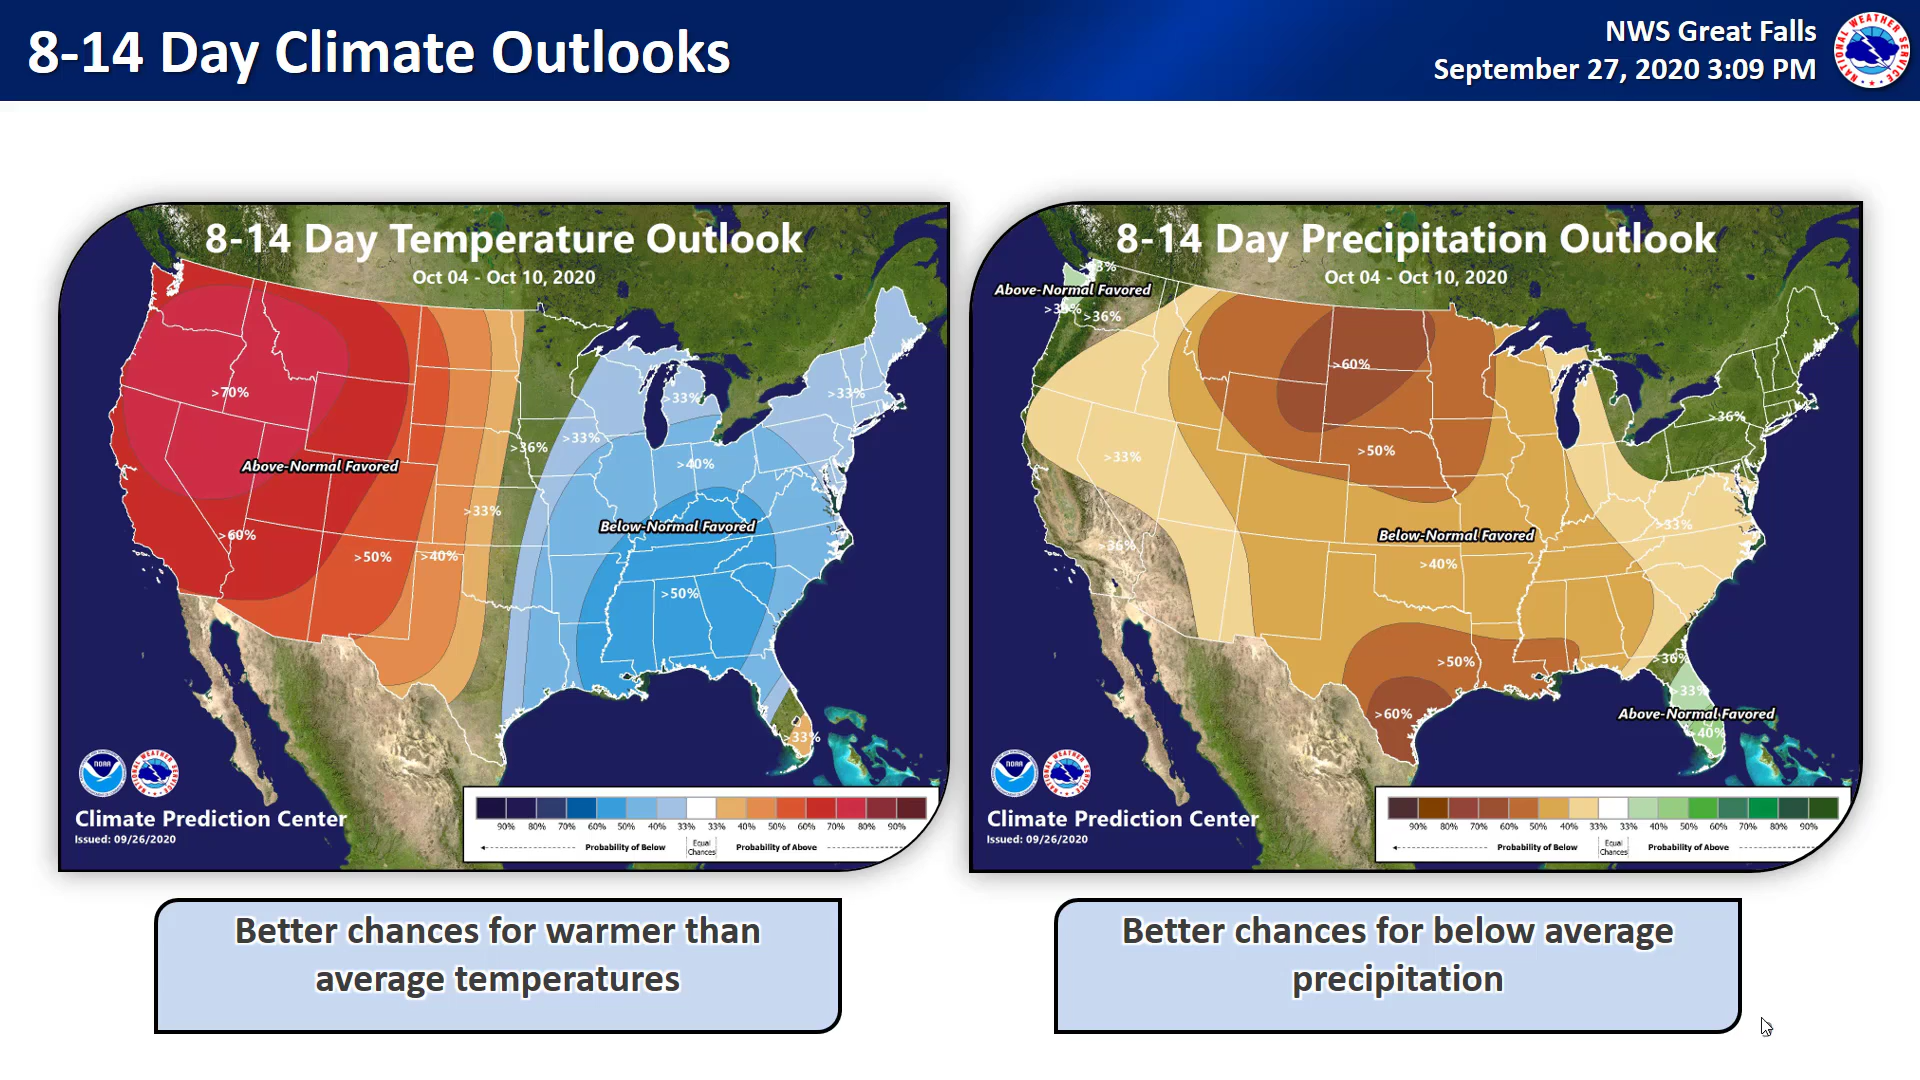 8-14 Day Climate Outlooks
NWS Great Falls
September 27, 2020 3:09 PM
NATIONAL WEATHER SERVICE
8-14 Day Temperature Outlook
Oct 04 - Oct 10, 2020
>70%
Above-Normal Favored
>60%
>50%
>40%
>33%
>36%
>33%
>33%
>33%
>40%
Below-Normal Favored
>50%
>33%
NOAA
Climate Prediction Center
Issued: 09/26/2020
90% 80% 70% 60% 50% 40% 33% 33% 40% 50% 60% 70% 80% 90%
Probability of Below
Equal
Chances
Probability of Above
8-14 Day Precipitation Outlook
Oct 04 - Oct 10, 2020
Above-Normal Favored
>36%
>60%
>36%
>50%
>33%
>33%
Below-Normal Favored
>36%
>40%
>50%
>36%
>33%
>60%
Above-Normal Favored
>40%
NOAA
Climate Prediction Center
Issued: 09/26/2020
90% 80% 70% 60% 50% 40% 33% 33% 40% 50% 60% 70% 80% 90%
Probability of Below
Equal
Chances
Probability of Above
Better chances for warmer than
average temperatures
Better chances for below average
precipitation